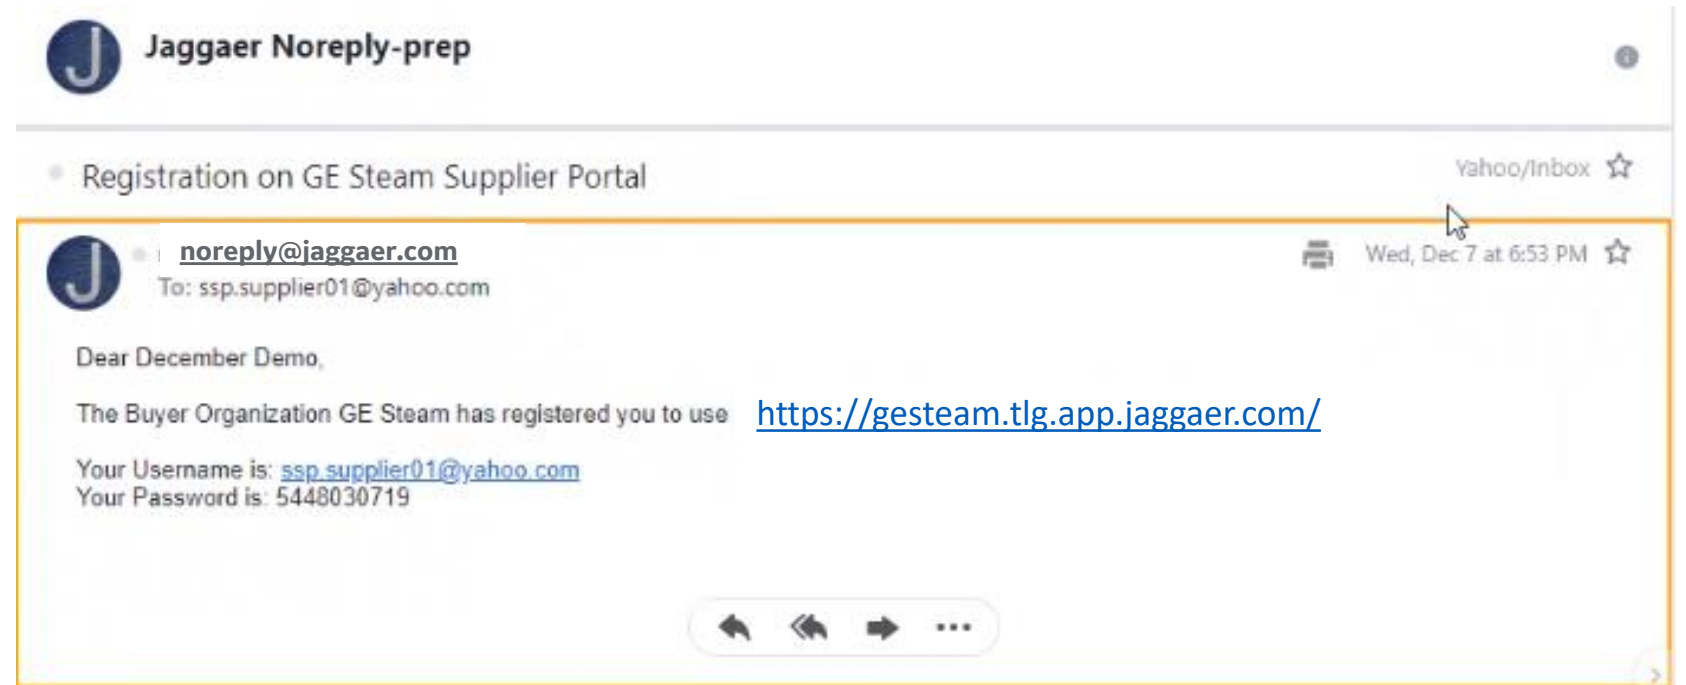 Jaggaer Noreply-prep
Registration on GE Steam Supplier Portal
Yahoo/Inbox
noreply@jaggaer.com
Wed, Dec 7 at 6:53 PM
To: ssp.supplier01@yahoo.com
Dear December Demo,
The Buyer Organization GE Steam has registered you to use https://gesteam.tlg.app.jaggaer.com/
Your Username is: ssp.supplier01@yahoo.com
Your Password is: 5448030719